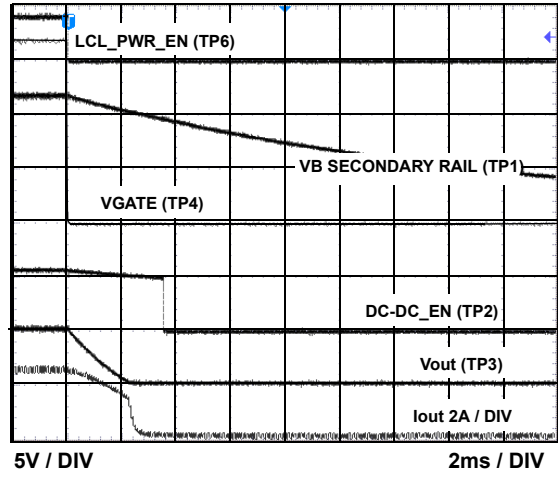 T
LCL_PWR_EN (TP6)
VB SECONDARY RAIL (TP1)
VGATE (TP4)
DC-DC_EN (TP2)
Vout (TP3)
Iout 2A / DIV
5V / DIV
2ms / DIV